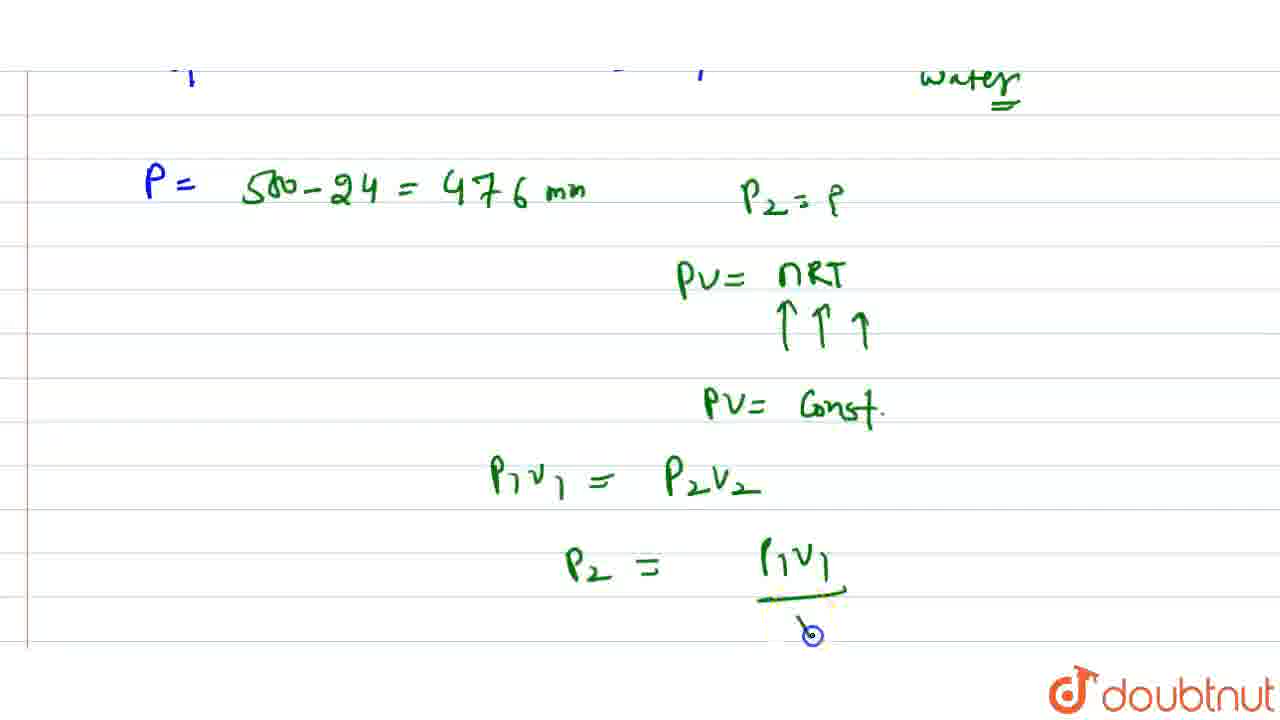 water
P = 500 - 24 = 476 mm
P2 = ?
PV = nRT
↑ ↑ ↑
PV = Const.
P1V1 = P2V2
P2 = P1V1
doubtnut